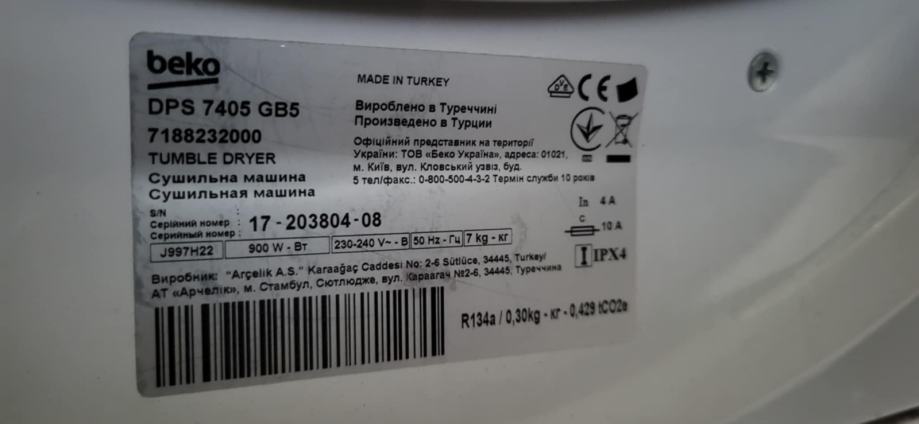 beko
DPS 7405 GB5
7188232000
TUMBLE DRYER
Сушильна машина
Сушильная машина
MADE IN TURKEY
Вироблено в Туреччині
Произведено в Турции
Офіційний представник на території
України: ТОВ «Беко Україна», адреса: 01021,
м. Київ, вул. Кловський узвіз, буд.
5 тел/факс.: 0-800-500-4-3-2 Термін служби 10 років
CE
S/N :
Серійний номер :
Серыйный номер :
17-203804-08
In 4 A
C 10 A
J997H22 900 W - Вт 230-240 V~ - В 50 Hz - Гц 7 kg - кг
IPX4
Виробник: "Arçelik A.S." Karaağaç Caddesi No: 2-6 Sütlüce, 34445, Turkey/
АТ «Арчелік», м. Стамбул, Сютлюдже, вул. Караагач №2-6, 34445, Туреччина
R134a / 0,30kg - кг - 0,429 tCO2e